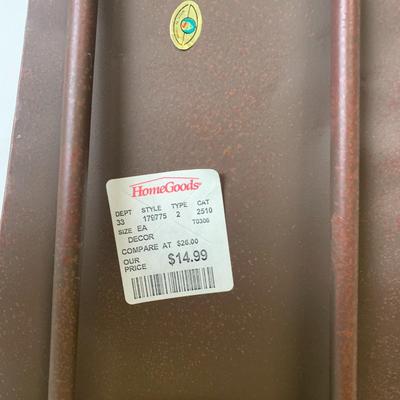 HomeGoods
DEPT STYLE TYPE CAT
33 179775 2 2510
SIZE EA T0306
DECOR
COMPARE AT $26.00
OUR PRICE $14.99